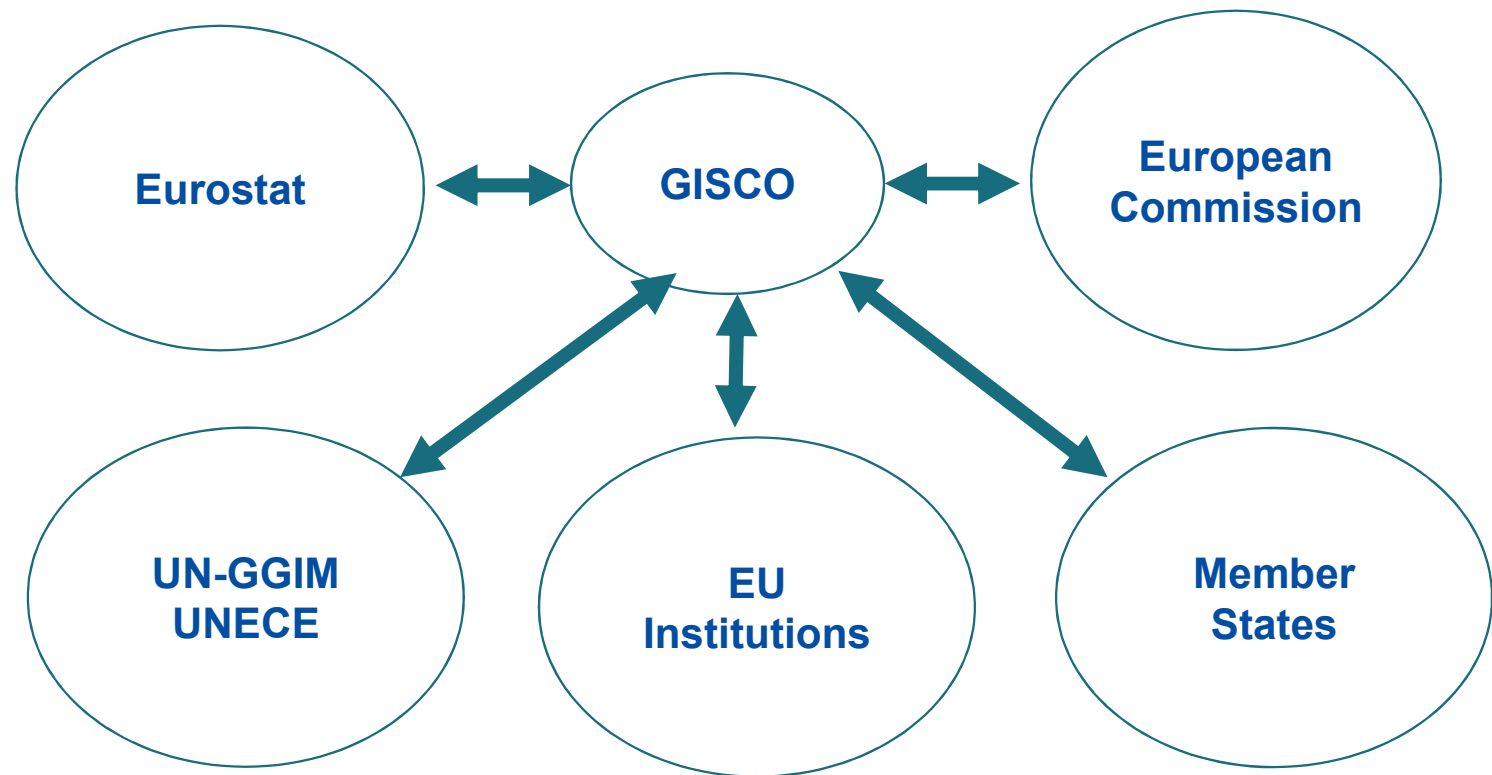 Eurostat
GISCO
European
Commission
UN-GGIM
UNECE
EU
Institutions
Member
States